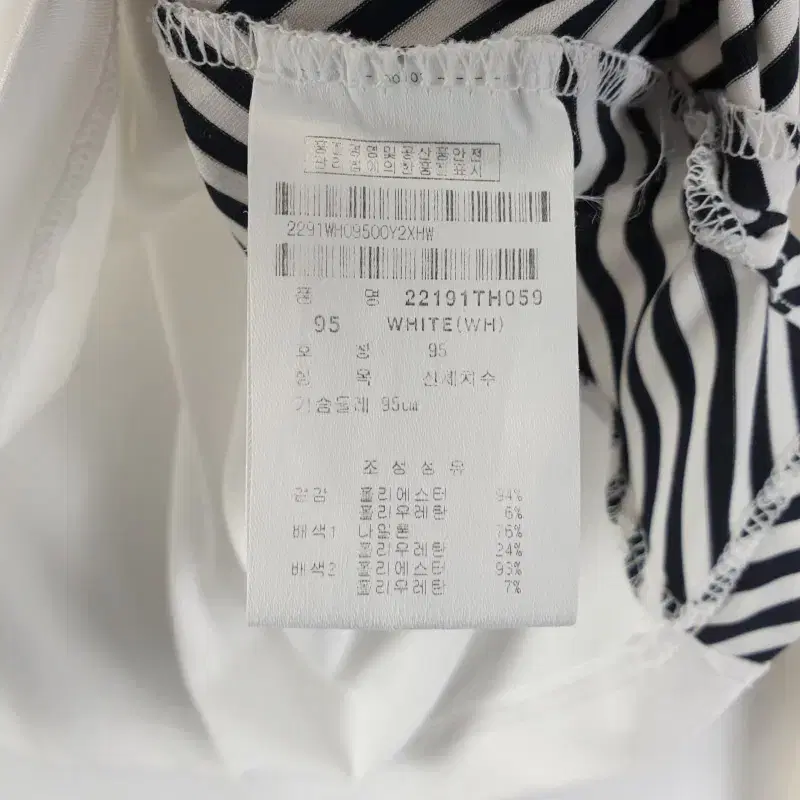 품질경영및공산품안전
관리법에의한품질표시
2291WH09500Y2XHW
품 명 22191TH059
95 WHITE(WH)
호 칭 95
항 목 신체치수
가슴둘레 95cm
조성섬유
겉감 폴리에스터 94%
폴리우레탄 6%
배색1 나일론 76%
폴리우레탄 24%
배색2 폴리에스터 93%
폴리우레탄 7%